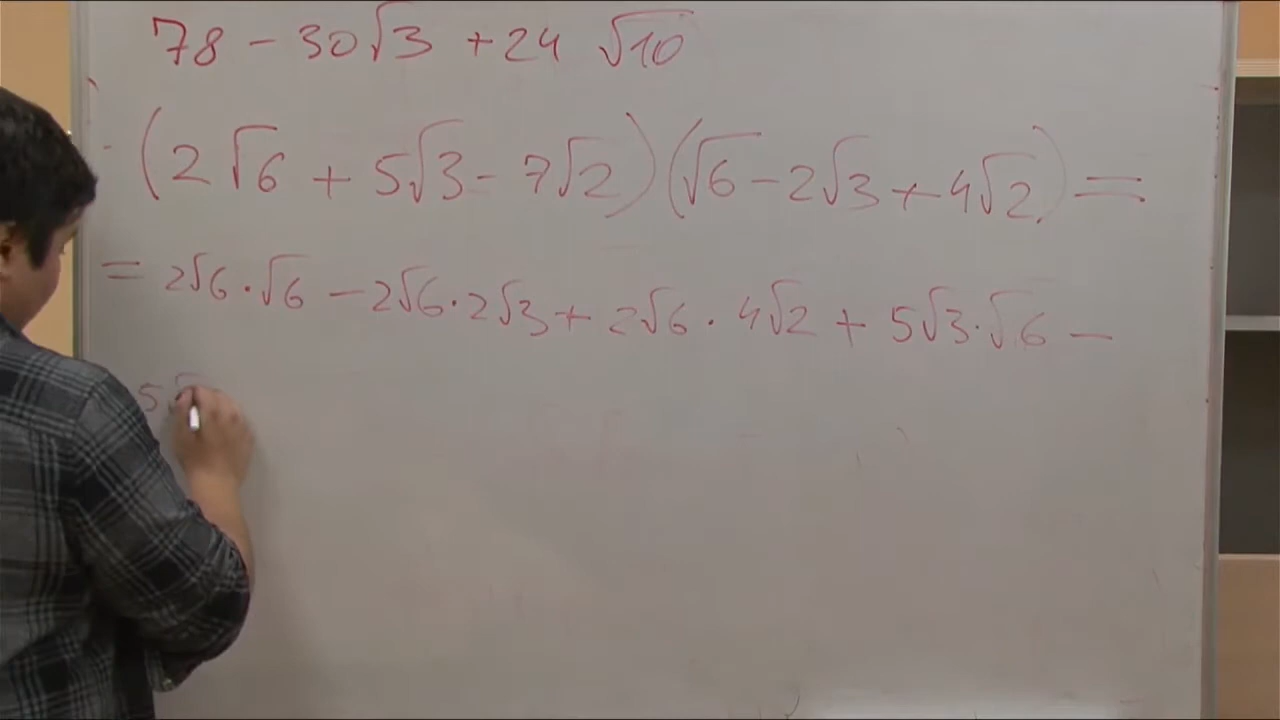 78 - 30√3 + 24 √10
(2√6 + 5√3 - 7√2)(√6 - 2√3 + 4√2) =
= 2√6 · √6 - 2√6 · 2√3 + 2√6 · 4√2 + 5√3 · √6 -
5√